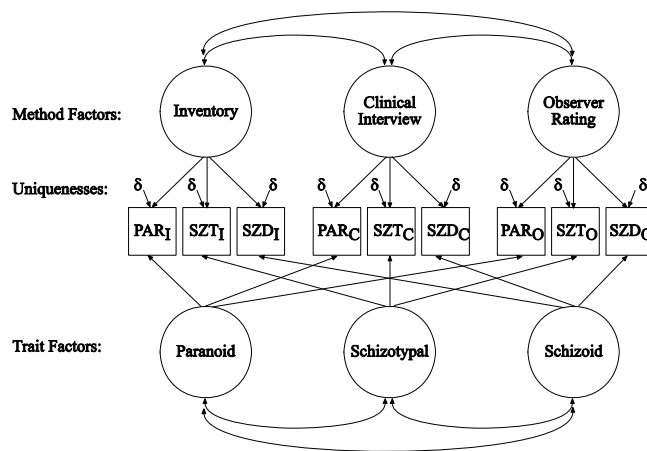 Method Factors:
Inventory
Clinical
Interview
Observer
Rating
Uniquenesses:
δ δ δ δ δ δ δ δ δ
PARI SZTI SZDI PARC SZTC SZDC PARO SZTO SZDO
Trait Factors:
Paranoid
Schizotypal
Schizoid